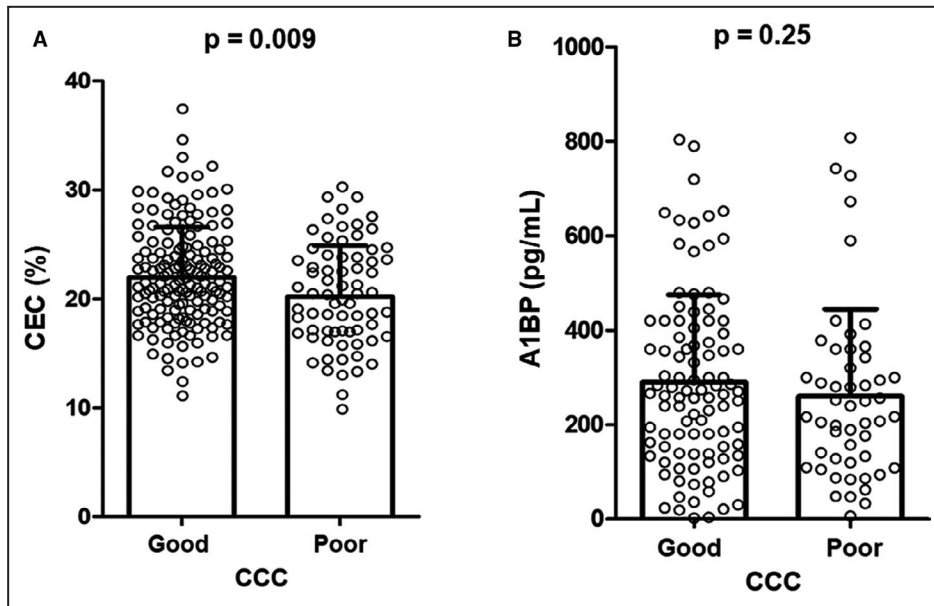 A
p = 0.009
CEC (%)
40
30
20
10
0
Good Poor
CCC
B
p = 0.25
A1BP (pg/mL)
1000
800
600
400
200
0
Good Poor
CCC